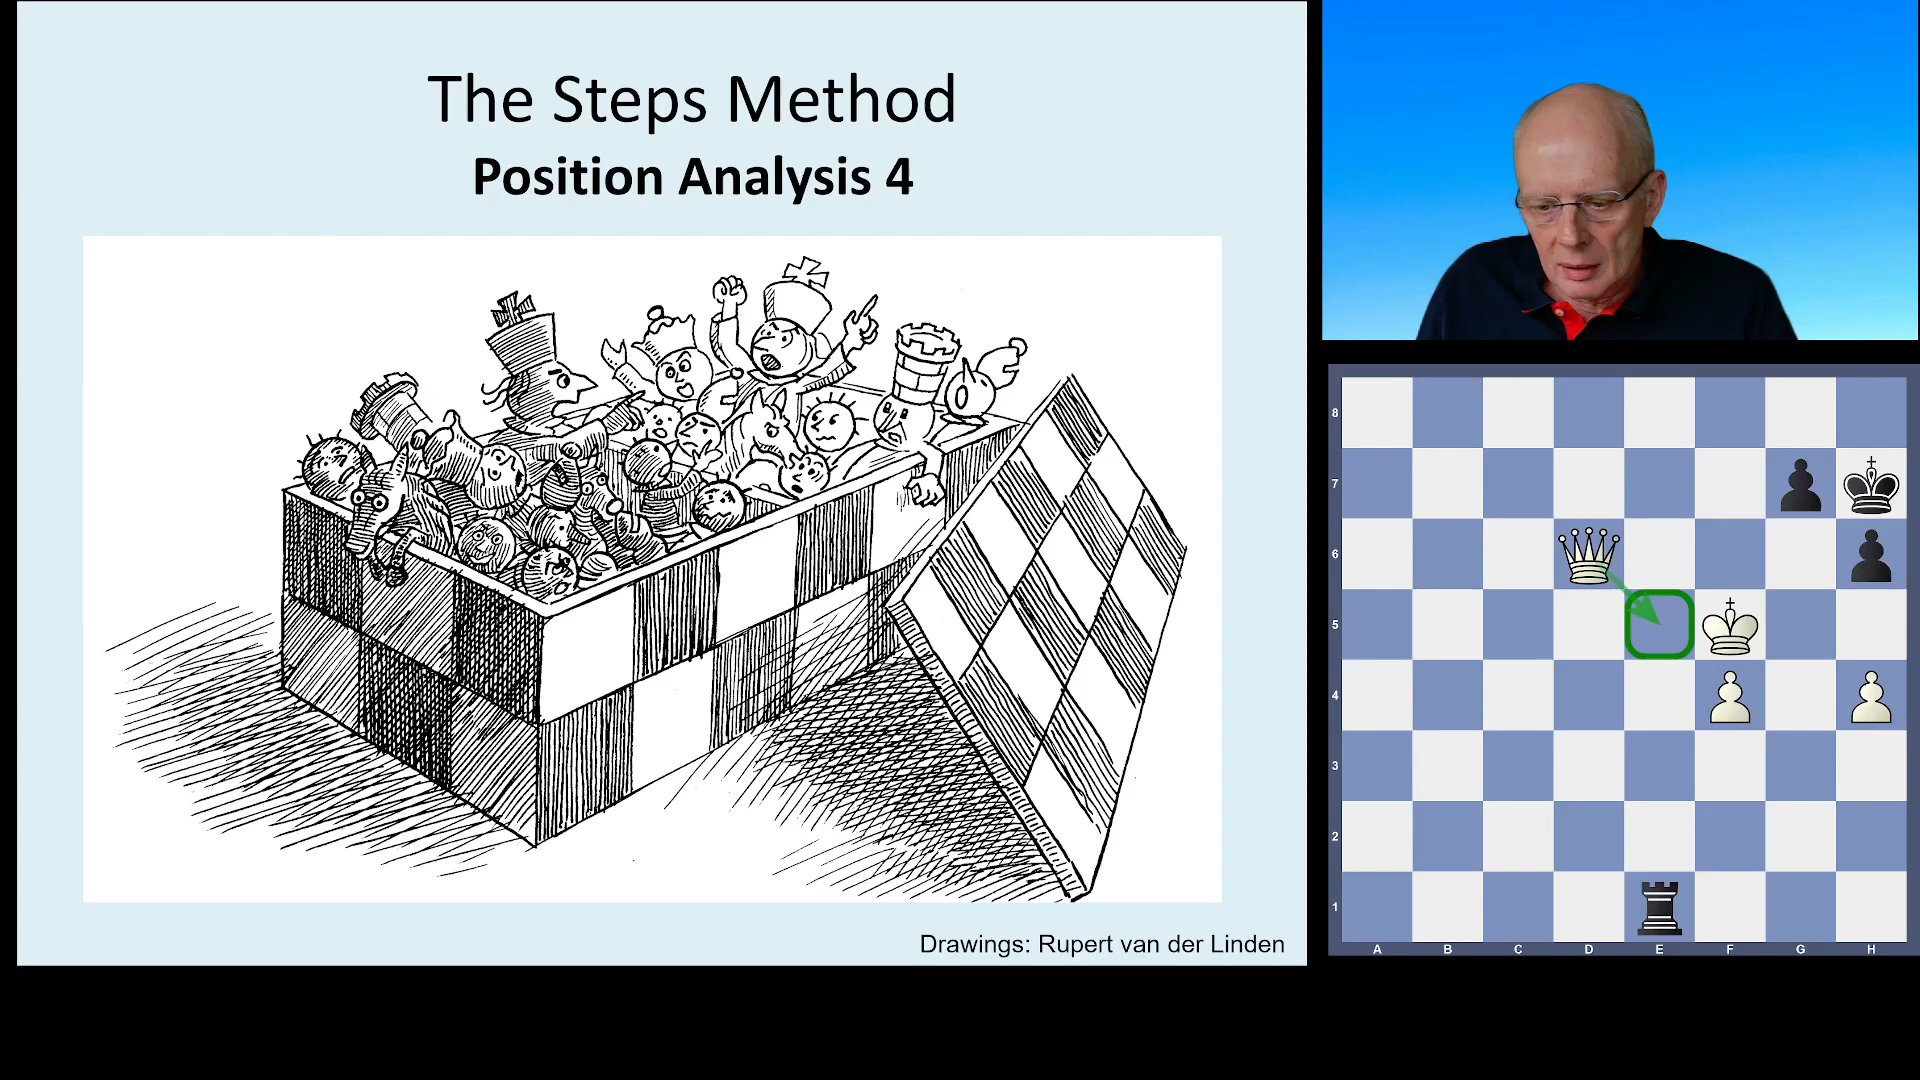 The Steps Method
Position Analysis 4
Drawings: Rupert van der Linden
8
7
6
5
4
3
2
1
A B C D E F G H